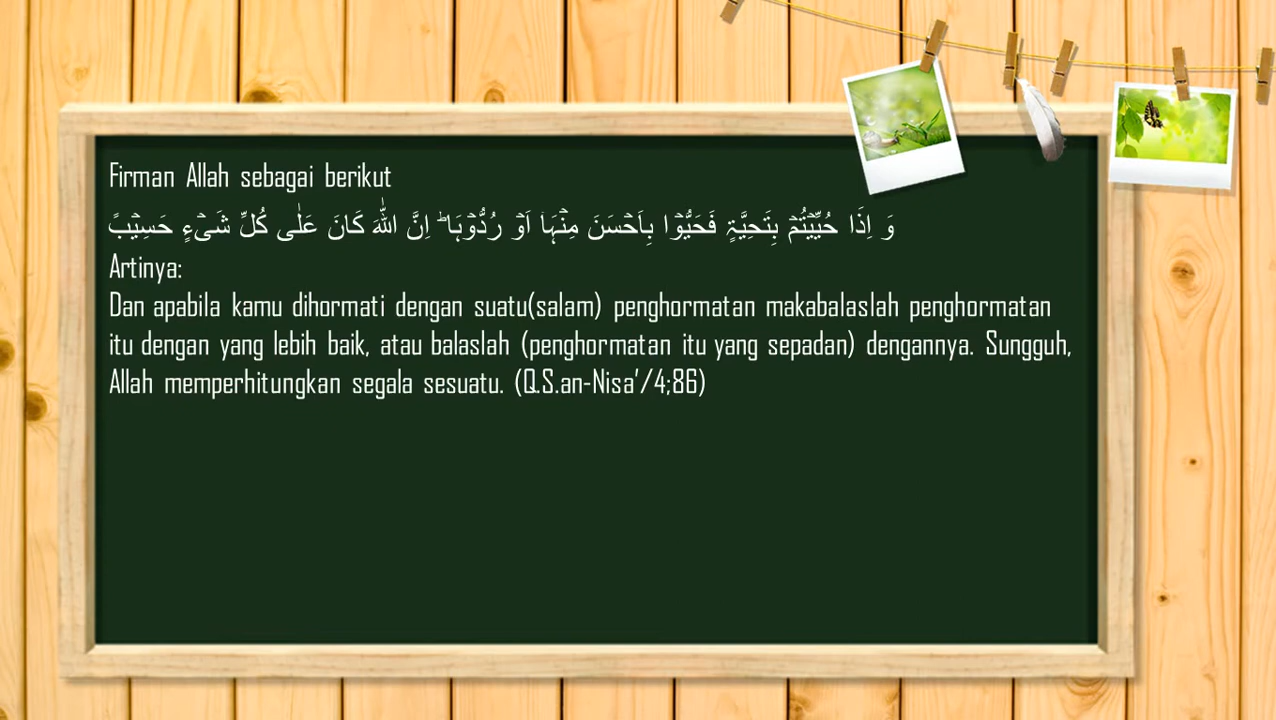 Firman Allah sebagai berikut
وَ اِذَا حُيِّيْتُمْ بِتَحِيَّةٍ فَحَيُّوْا بِاَحْسَنَ مِنْهَاۤ اَوْ رُدُّوْهَا ؕ اِنَّ اللّٰهَ كَانَ عَلٰى كُلِّ شَىْءٍ حَسِيْبً
Artinya:
Dan apabila kamu dihormati dengan suatu(salam) penghormatan makabalaslah penghormatan
itu dengan yang lebih baik, atau balaslah (penghormatan itu yang sepadan) dengannya. Sungguh,
Allah memperhitungkan segala sesuatu. (Q.S.an-Nisa'/4;86)